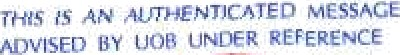 THIS IS AN AUTHENTICATED MESSAGE
ADVISED BY UOB UNDER REFERENCE